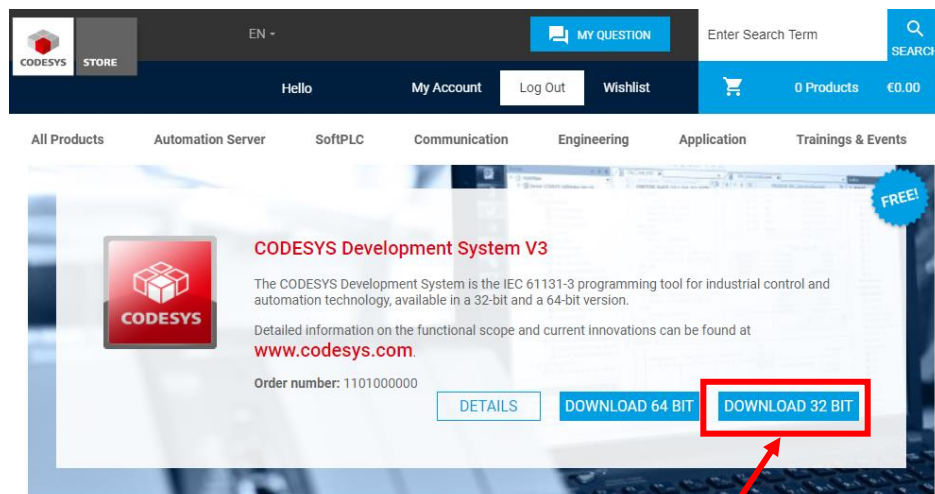 CODESYS
STORE
EN
MY QUESTION
Enter Search Term
SEARCH
Hello
My Account
Log Out
Wishlist
0 Products
€0.00
All Products
Automation Server
SoftPLC
Communication
Engineering
Application
Trainings & Events
FREE!
CODESYS
CODESYS Development System V3
The CODESYS Development System is the IEC 61131-3 programming tool for industrial control and
automation technology, available in a 32-bit and a 64-bit version.
Detailed information on the functional scope and current innovations can be found at
www.codesys.com.
Order number: 1101000000
DETAILS
DOWNLOAD 64 BIT
DOWNLOAD 32 BIT